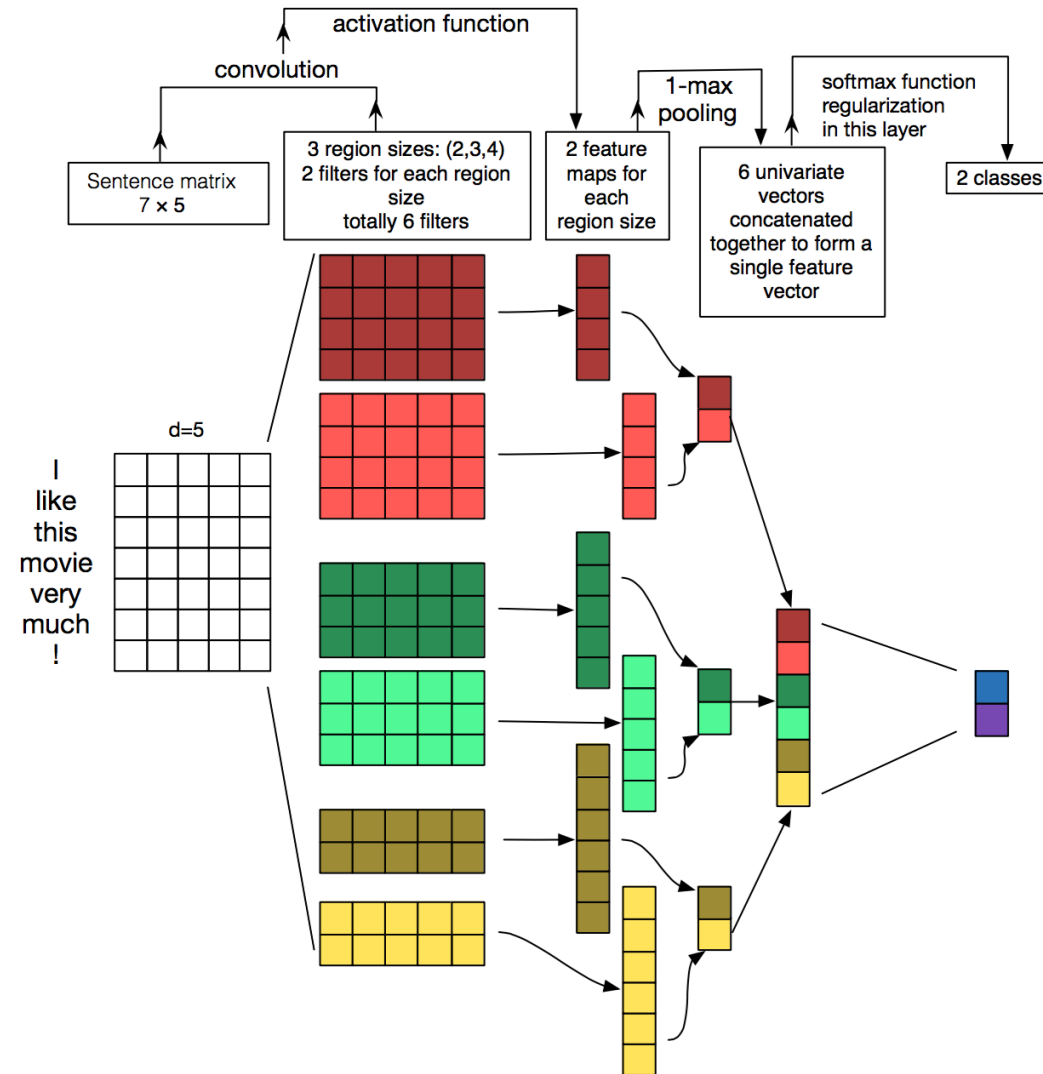 activation function
convolution
1-max
pooling
softmax function
regularization
in this layer
Sentence matrix
7 × 5
3 region sizes: (2,3,4)
2 filters for each region
size
totally 6 filters
2 feature
maps for
each
region size
6 univariate
vectors
concatenated
together to form a
single feature
vector
2 classes
d=5
I
like
this
movie
very
much
!